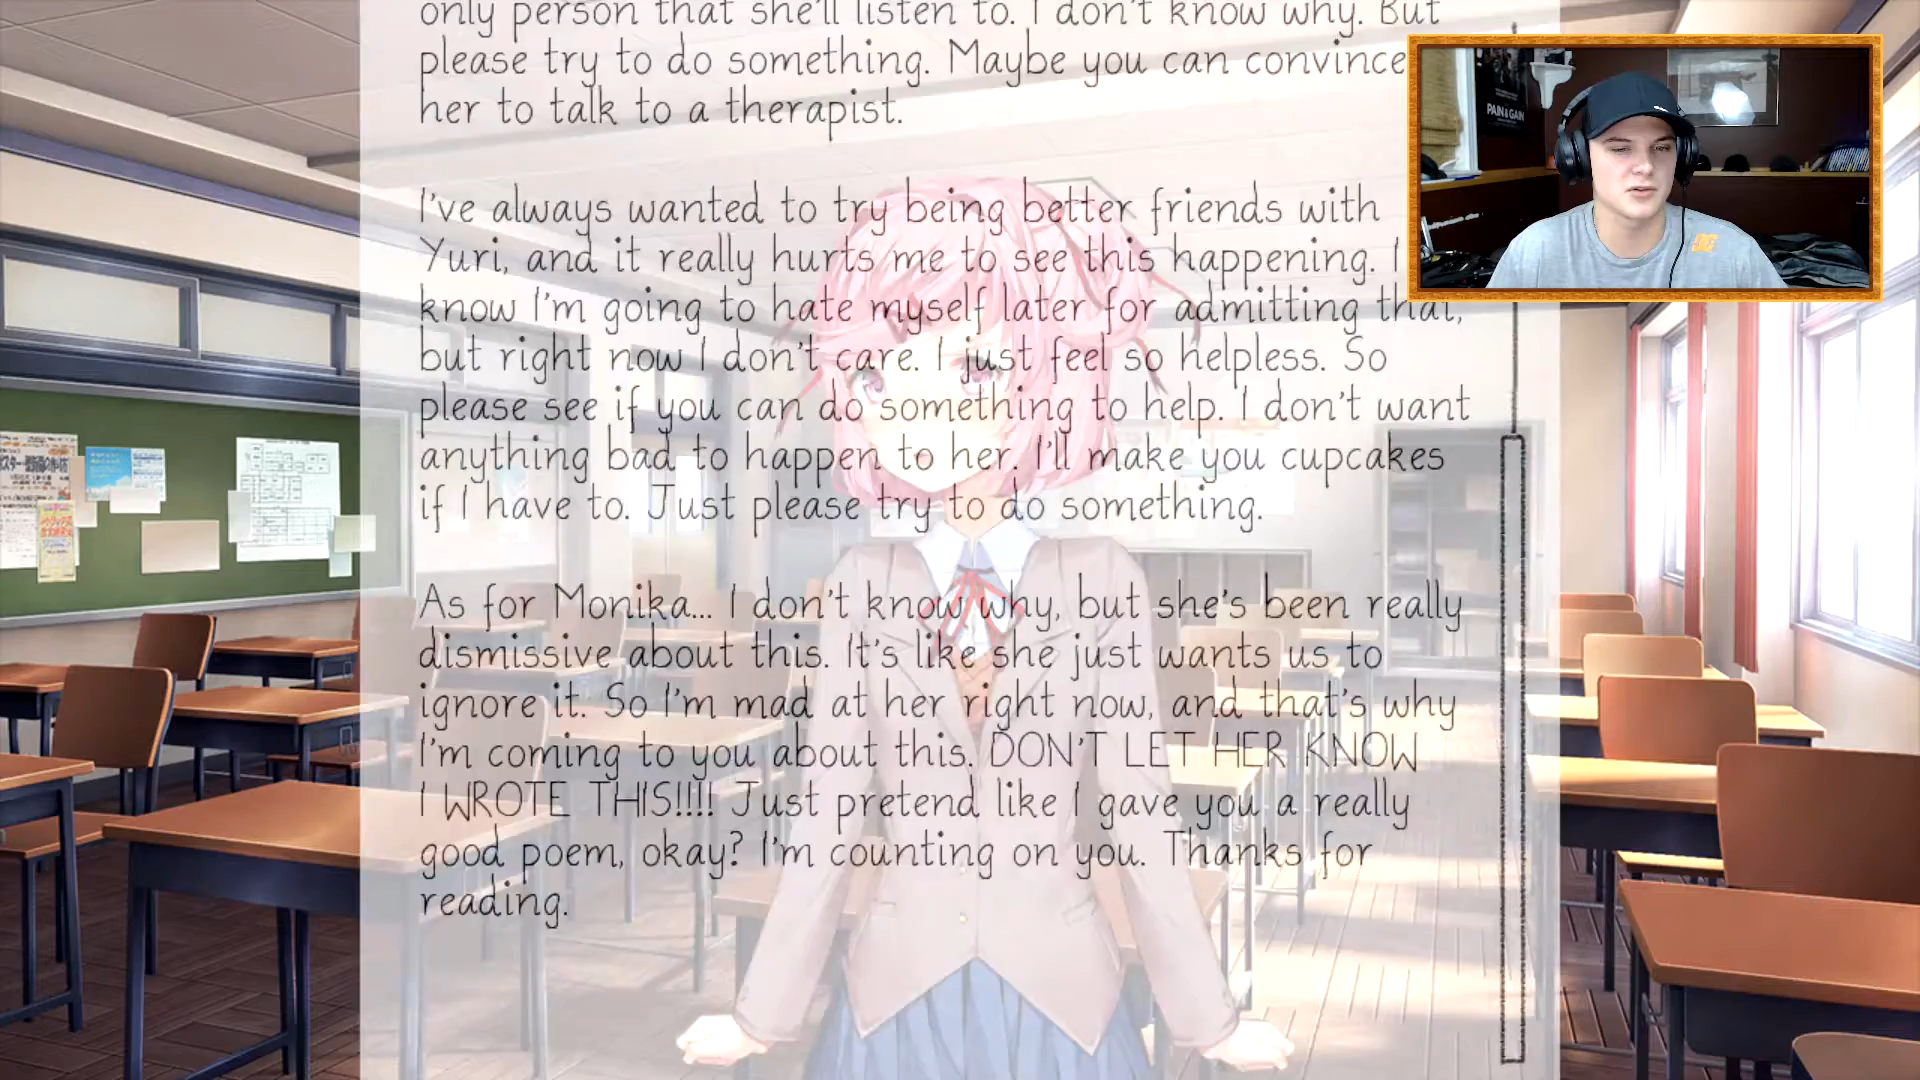 only person that she'll listen to. I don't know why. But
please try to do something. Maybe you can convince
her to talk to a therapist.
I've always wanted to try being better friends with
Yuri, and it really hurts me to see this happening. I
know I'm going to hate myself later for admitting that,
but right now I don't care. I just feel so helpless. So
please see if you can do something to help. I don't want
anything bad to happen to her. I'll make you cupcakes
if I have to. Just please try to do something.
As for Monika... I don't know why, but she's been really
dismissive about this. It's like she just wants us to
ignore it. So I'm mad at her right now, and that's why
I'm coming to you about this. DON'T LET HER KNOW
I WROTE THIS!!!! Just pretend like I gave you a really
good poem, okay? I'm counting on you. Thanks for
reading.
PAIN & GAIN